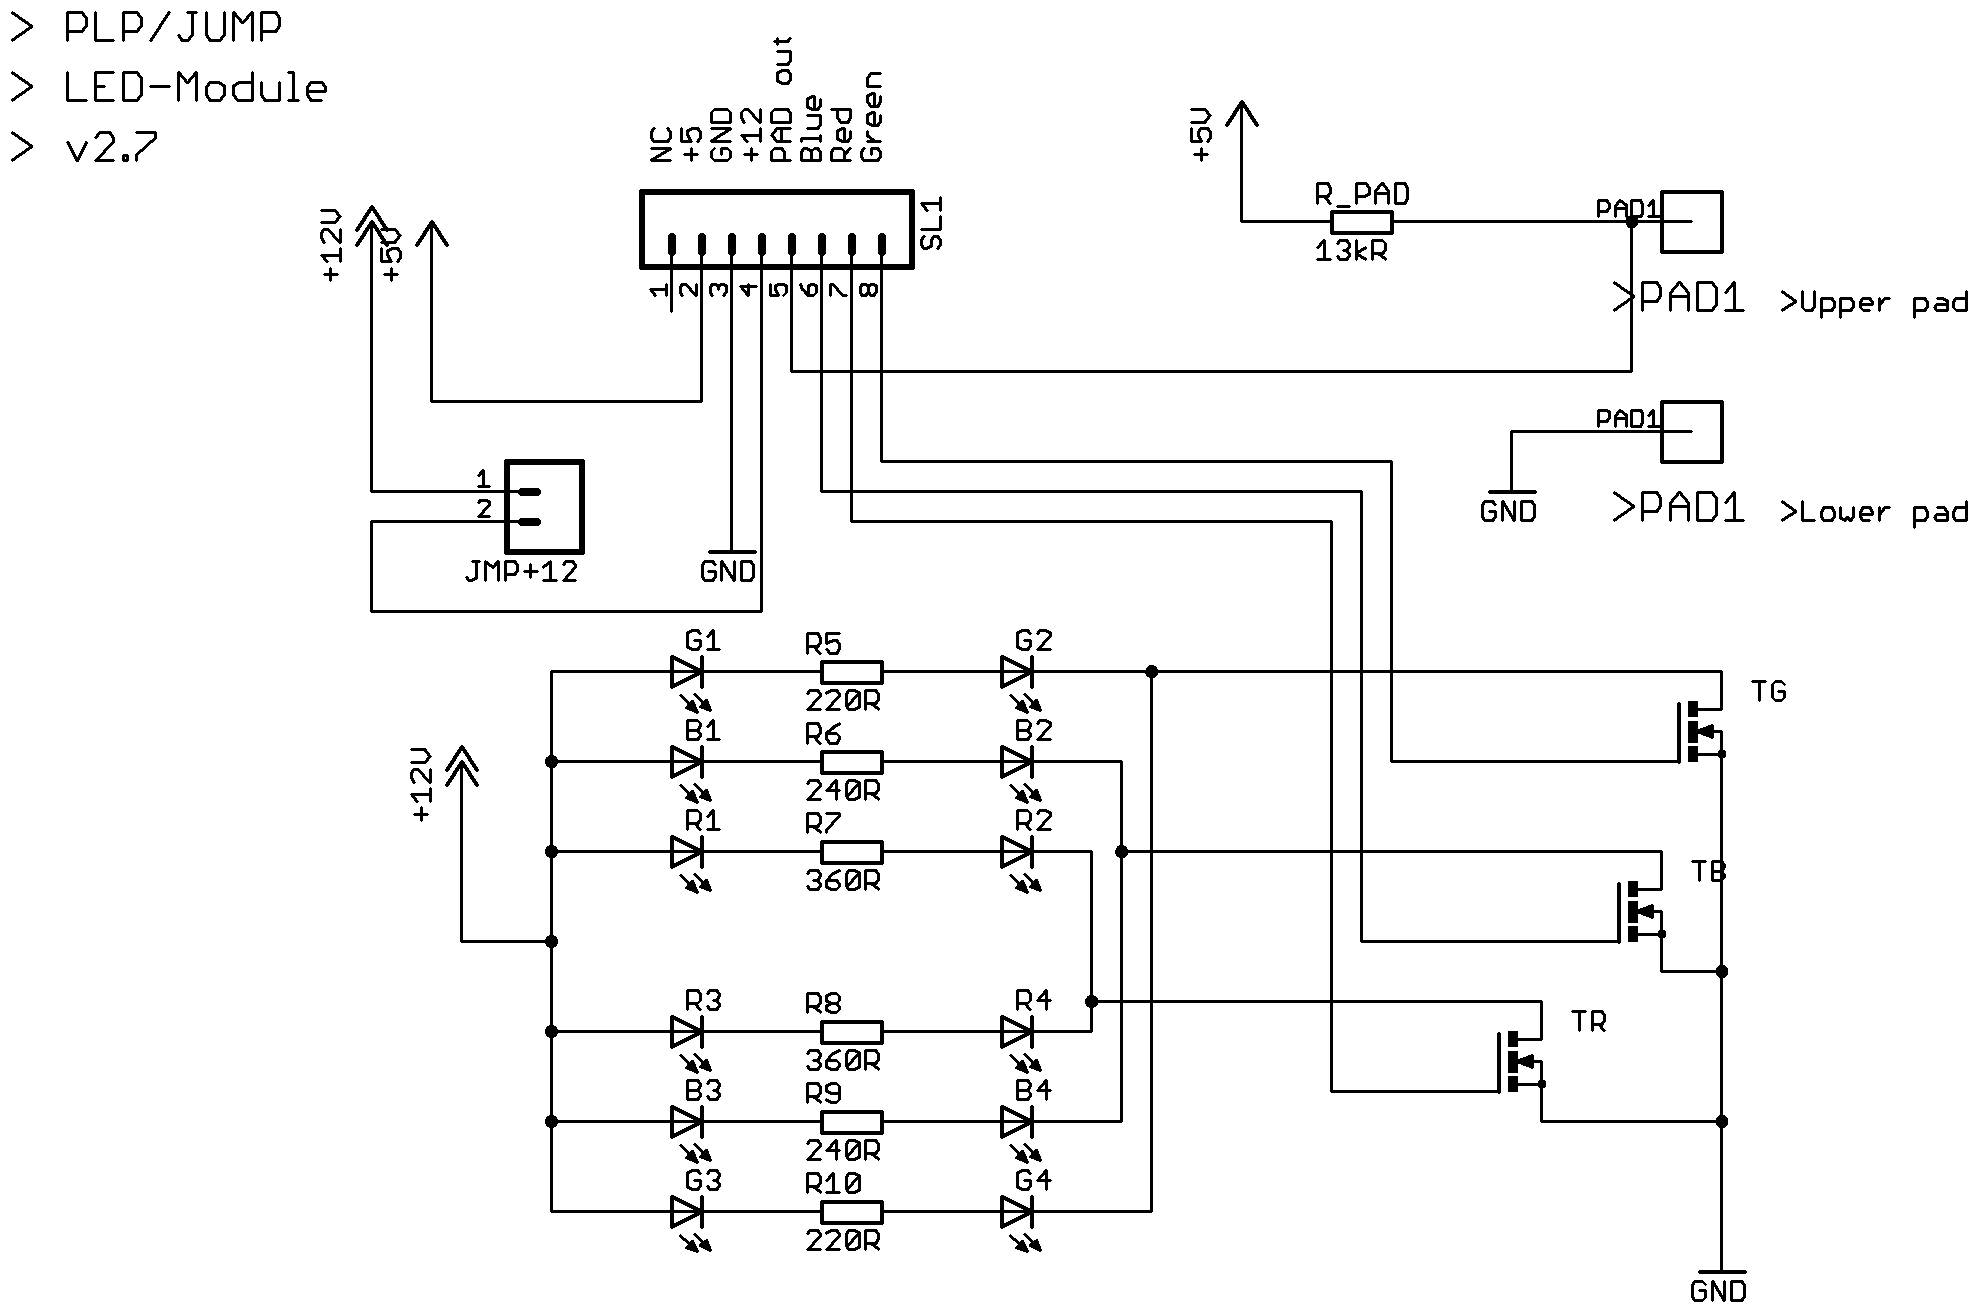 > PLP/JUMP
> LED-Module
> v2.7
NC
+5
GND
+12
PAD out
Blue
Red
Green
SL1
1
2
3
4
5
6
7
8
+12V
+5V
+5V
R_PAD
13kR
PAD1
>PAD1 >Upper pad
PAD1
GND
>PAD1 >Lower pad
1
2
JMP+12
GND
G1
R5
220R
G2
TG
B1
R6
240R
B2
+12V
R1
R7
360R
R2
TB
R3
R8
360R
R4
TR
B3
R9
240R
B4
G3
R10
220R
G4
GND